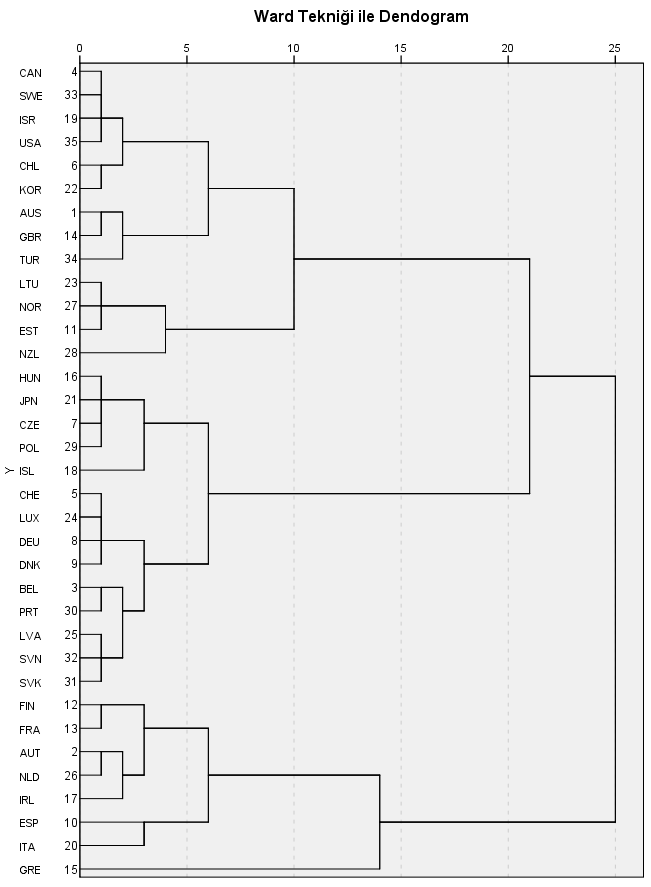 Ward Tekniği ile Dendogram
0 5 10 15 20 25
CAN 4
SWE 33
ISR 19
USA 35
CHL 6
KOR 22
AUS 1
GBR 14
TUR 34
LTU 23
NOR 27
EST 11
NZL 28
HUN 16
JPN 21
CZE 7
POL 29
Y
ISL 18
CHE 5
LUX 24
DEU 8
DNK 9
BEL 3
PRT 30
LVA 25
SVN 32
SVK 31
FIN 12
FRA 13
AUT 2
NLD 26
IRL 17
ESP 10
ITA 20
GRE 15